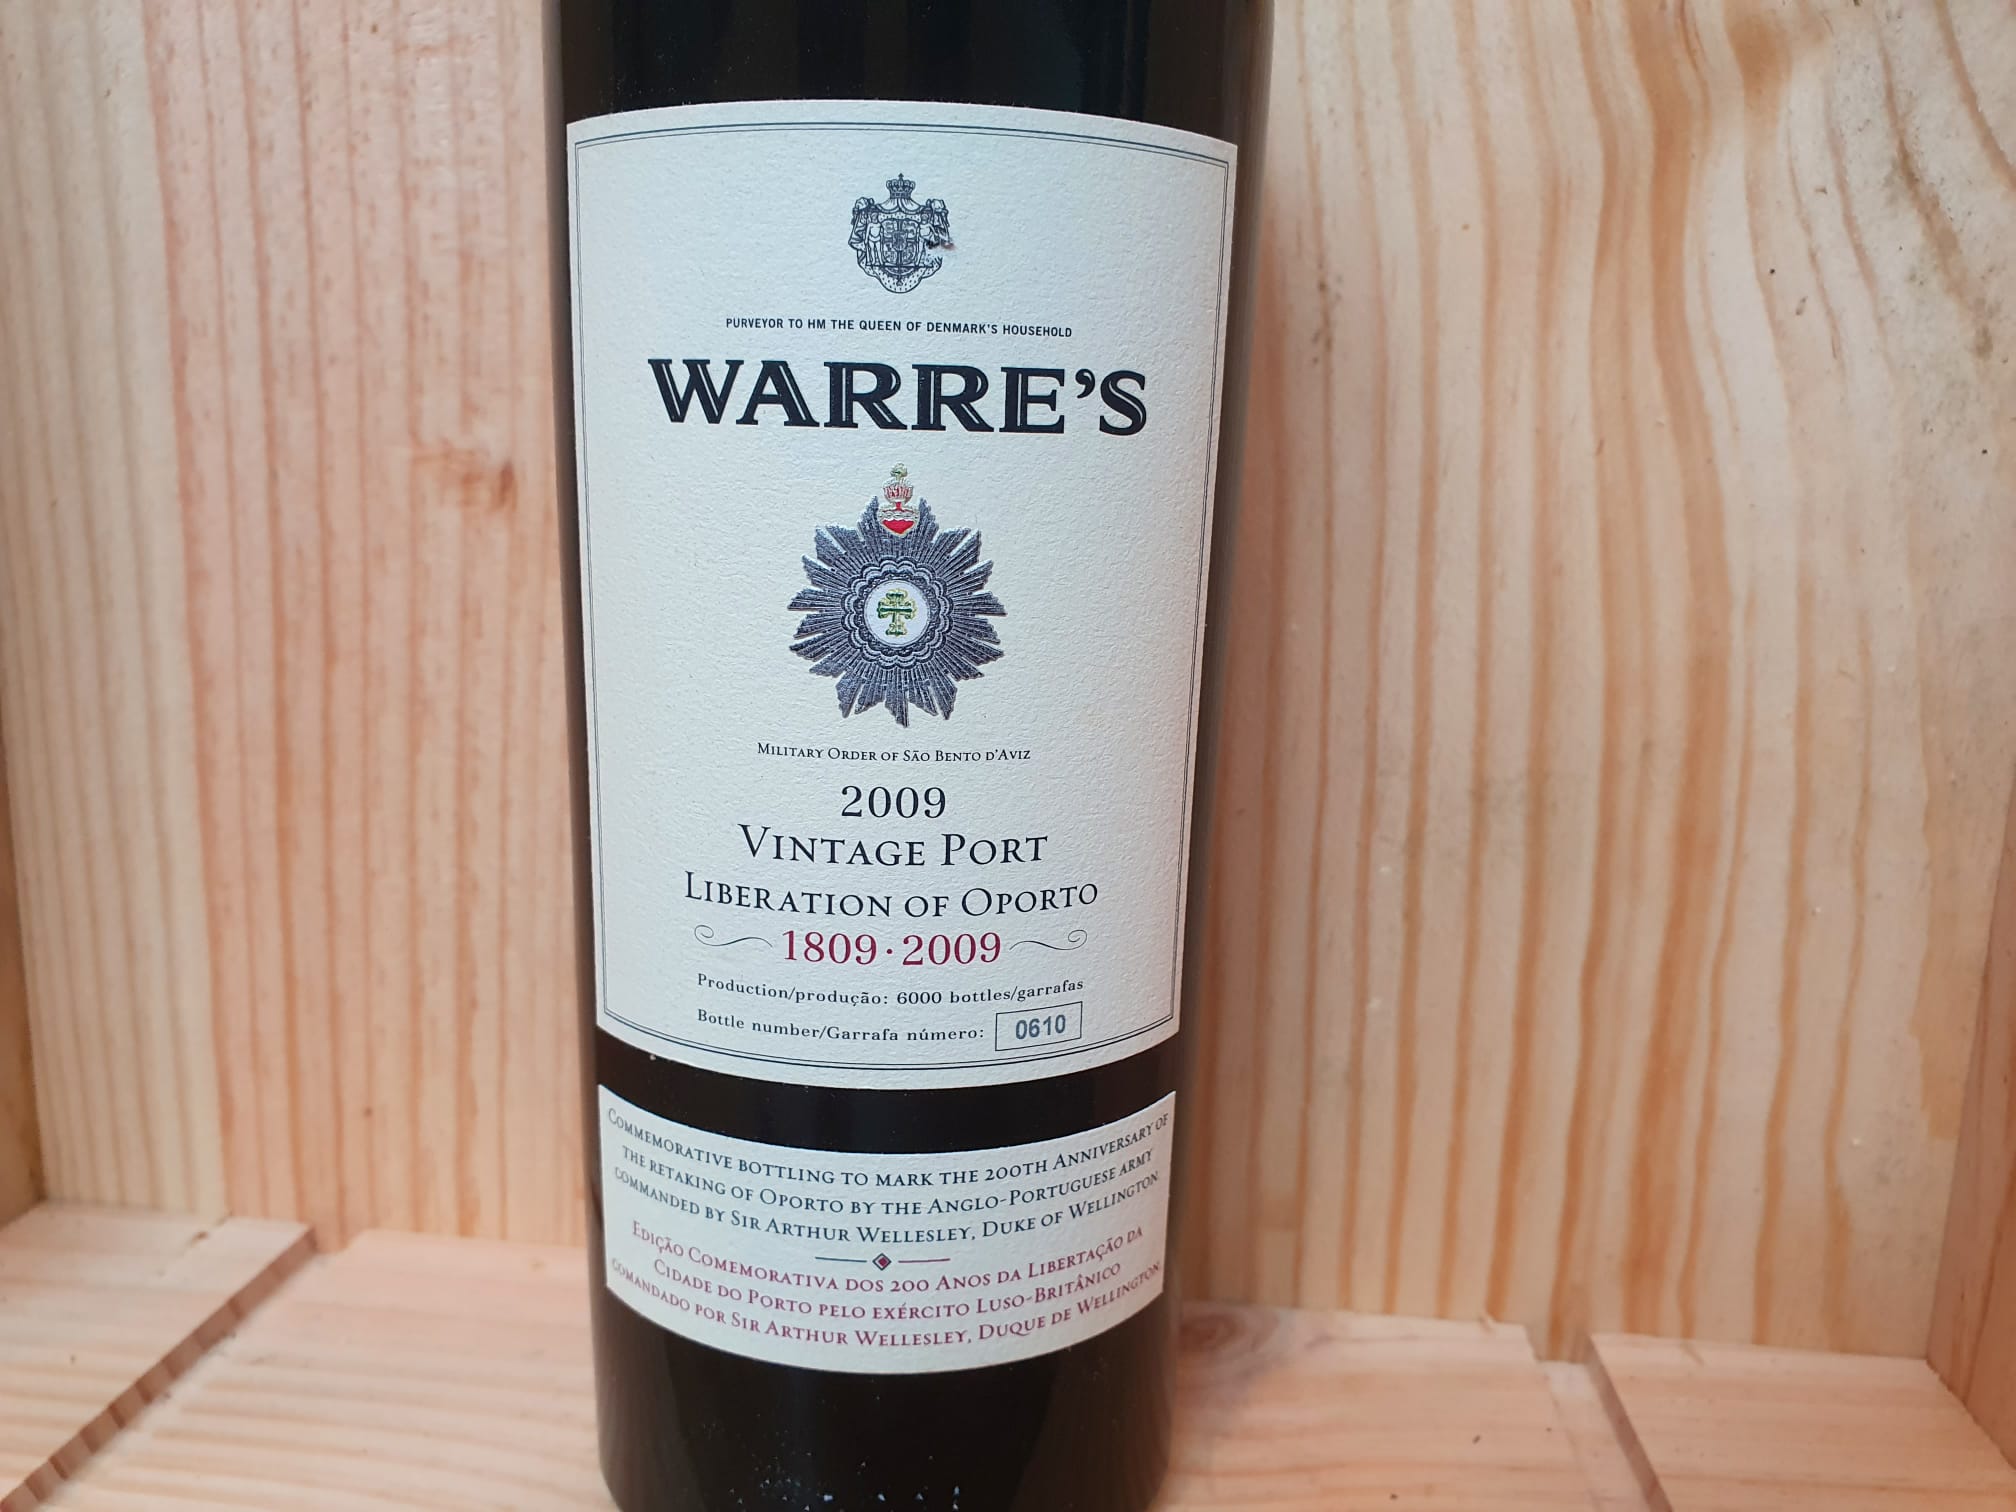 PURVEYOR TO HM THE QUEEN OF DENMARK'S HOUSEHOLD
WARRE'S
MILITARY ORDER OF SÃO BENTO D'AVIZ
2009
VINTAGE PORT
LIBERATION OF OPORTO
1809·2009
Production/produção: 6000 bottles/garrafas
Bottle number/Garrafa número: 0610
COMMEMORATIVE BOTTLING TO MARK THE 200TH ANNIVERSARY OF
THE RETAKING OF OPORTO BY THE ANGLO-PORTUGUESE ARMY
COMMANDED BY SIR ARTHUR WELLESLEY, DUKE OF WELLINGTON.
EDIÇÃO COMEMORATIVA DOS 200 ANOS DA LIBERTAÇÃO DA
CIDADE DO PORTO PELO EXÉRCITO LUSO-BRITÂNICO
COMANDADO POR SIR ARTHUR WELLESLEY, DUQUE DE WELLINGTON.